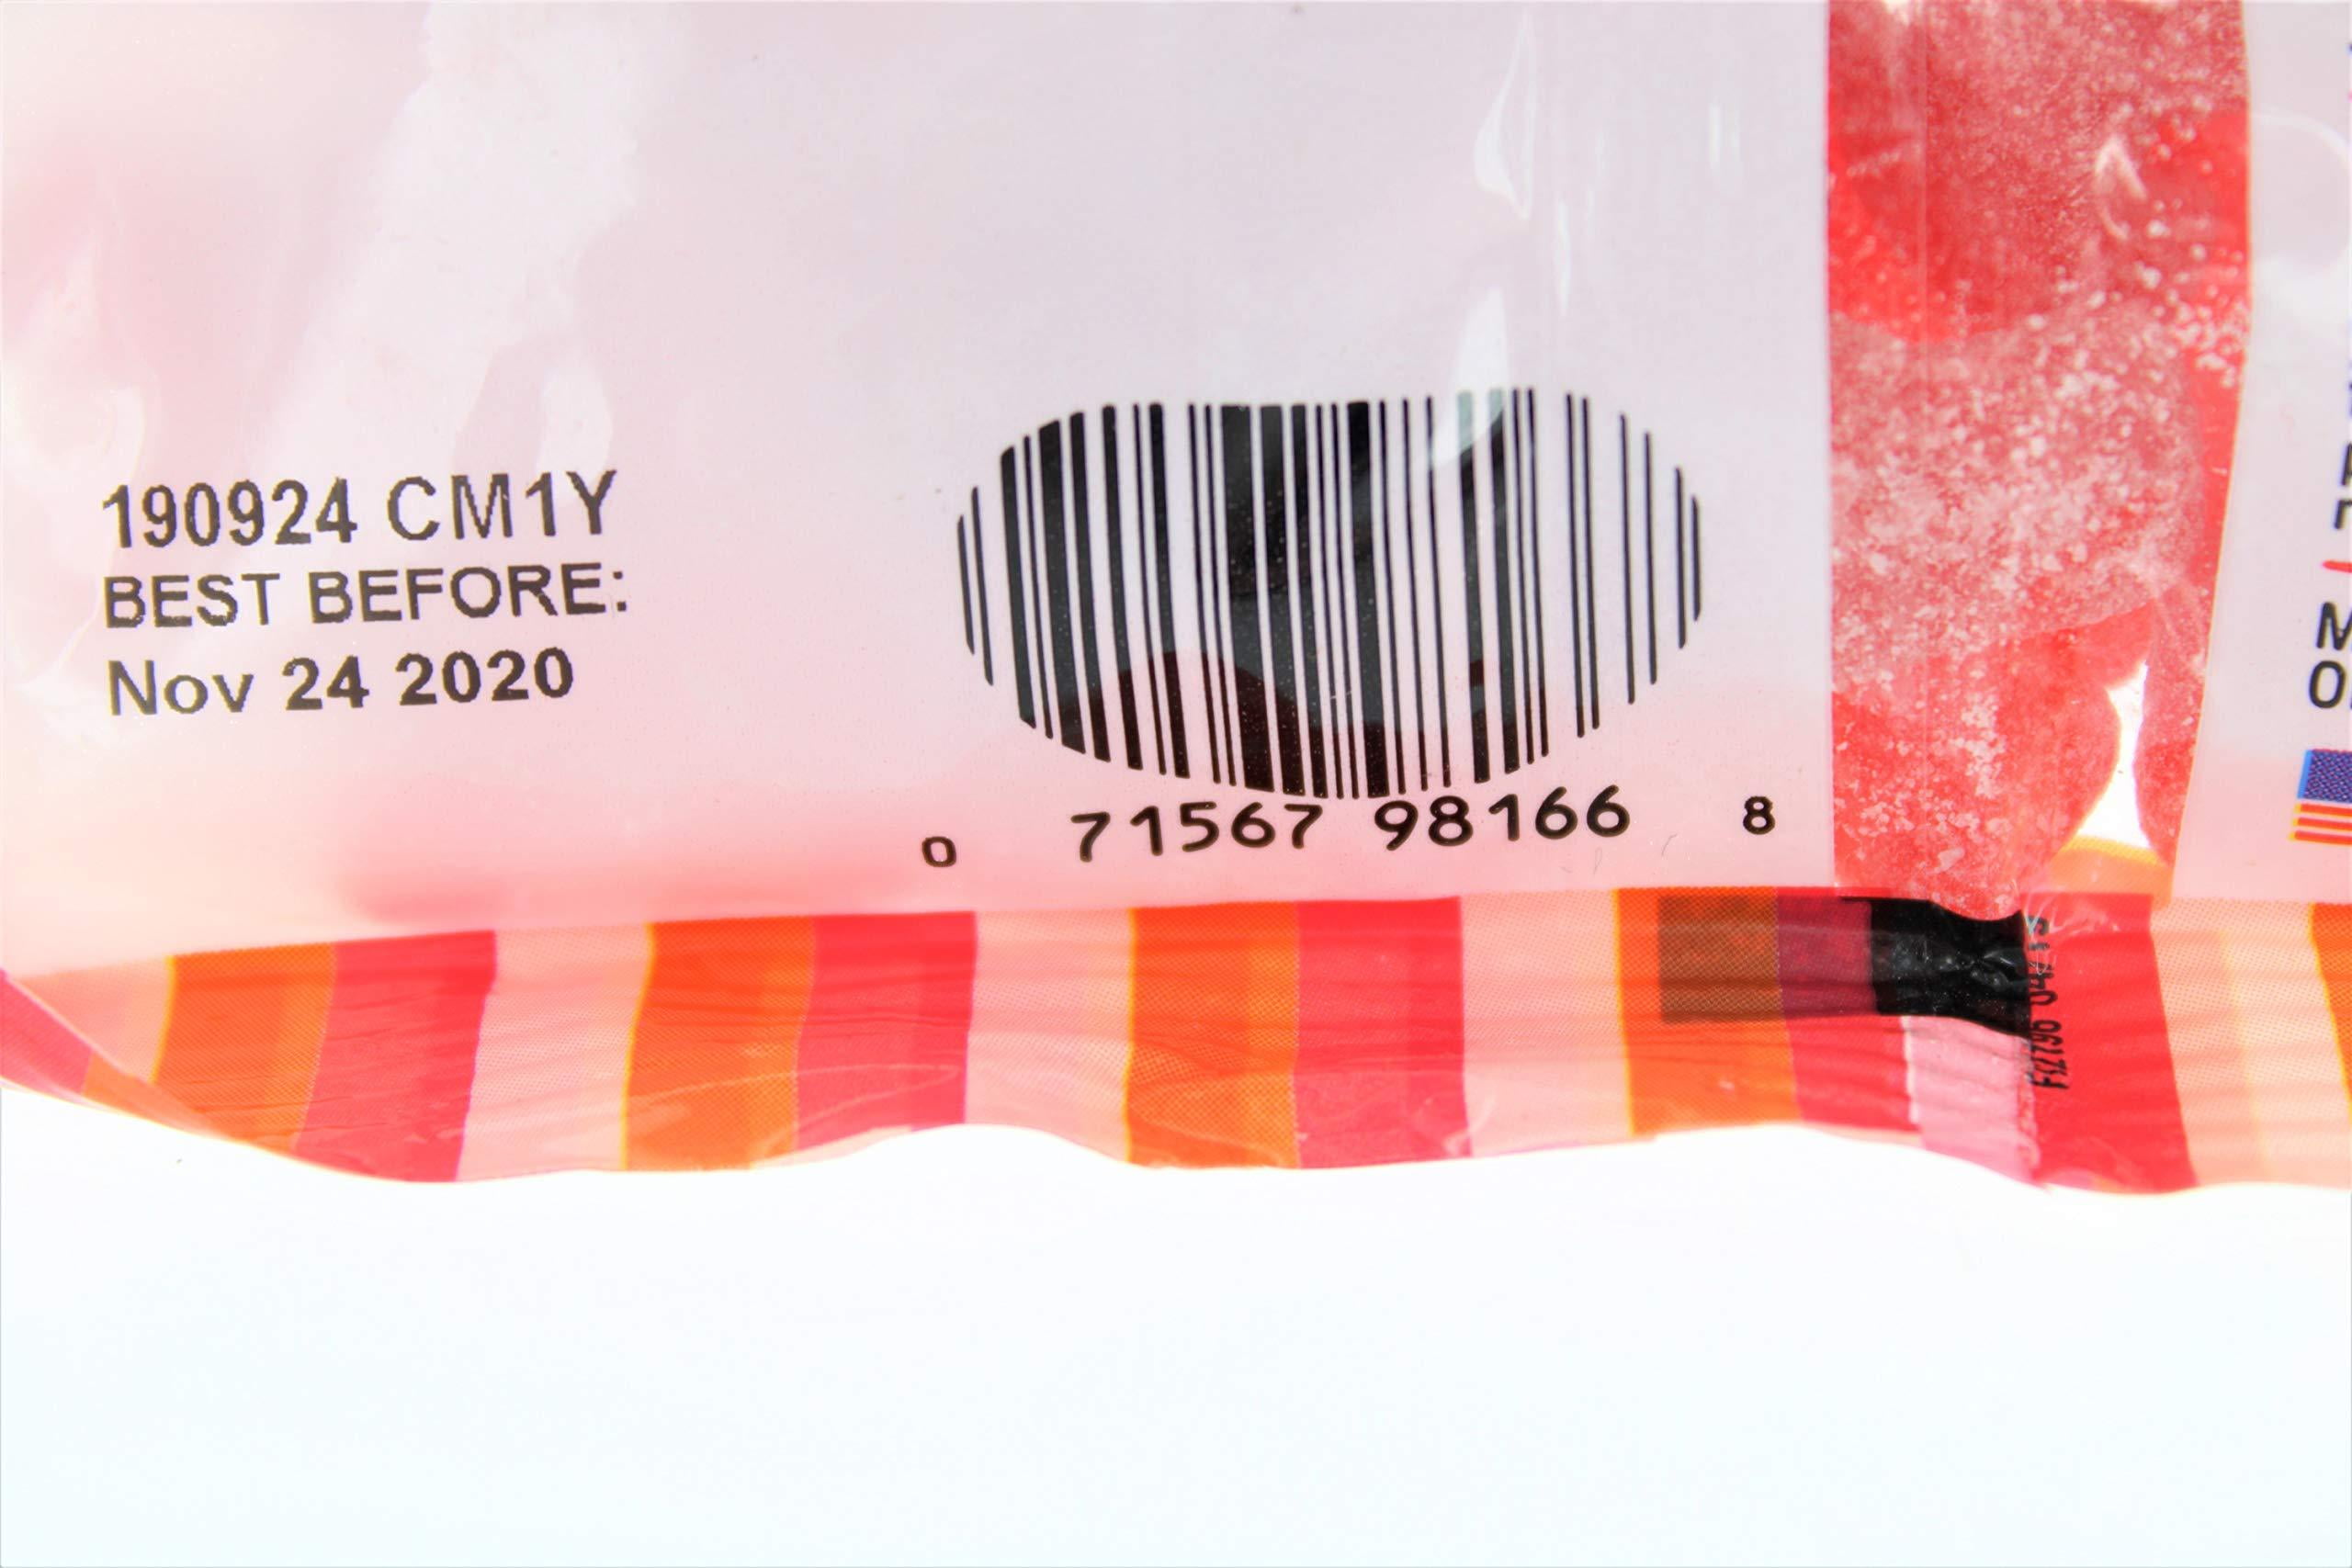 190924 CM1Y
BEST BEFORE:
Nov 24 2020
0 71567 98166 8